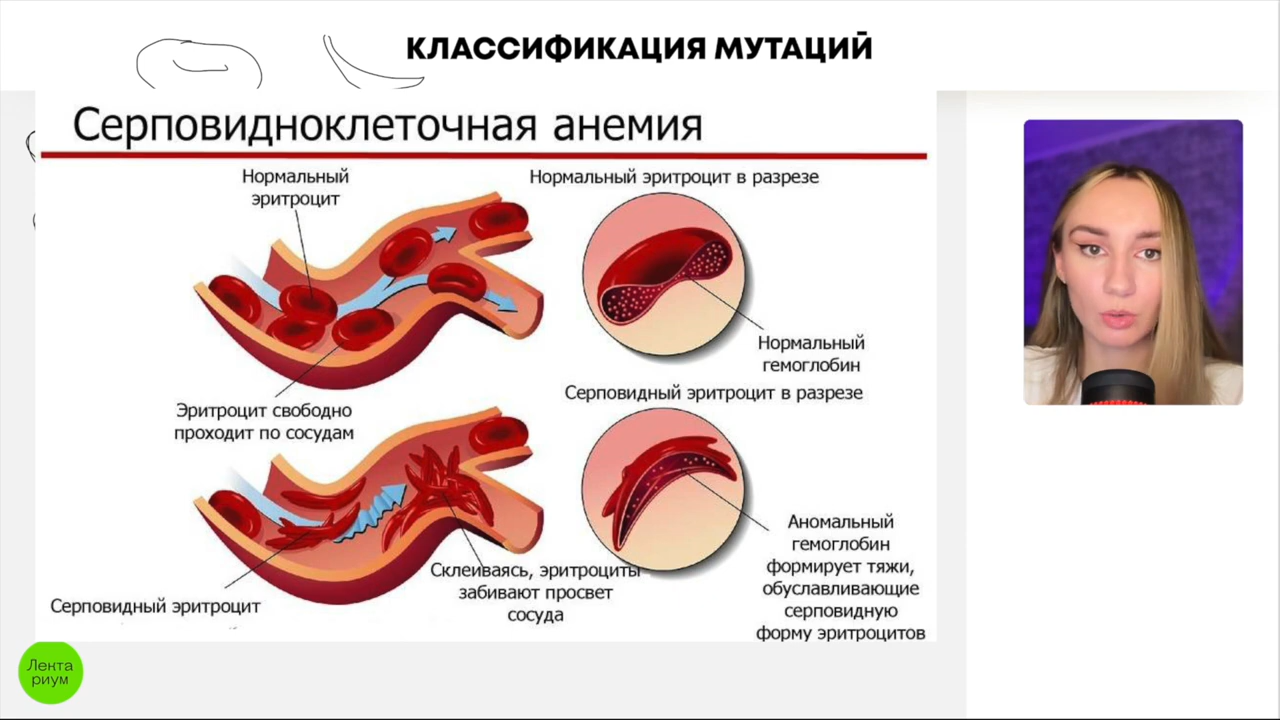 КЛАССИФИКАЦИЯ МУТАЦИЙ
Серповидноклеточная анемия
Нормальный
эритроцит
Нормальный эритроцит в разрезе
Нормальный
гемоглобин
Эритроцит свободно
проходит по сосудам
Серповидный эритроцит в разрезе
Аномальный
гемоглобин
формирует тяжи,
обуславливающие
серповидную
форму эритроцитов
Склеиваясь, эритроциты
забивают просвет
сосуда
Серповидный эритроцит
Лекта
риум